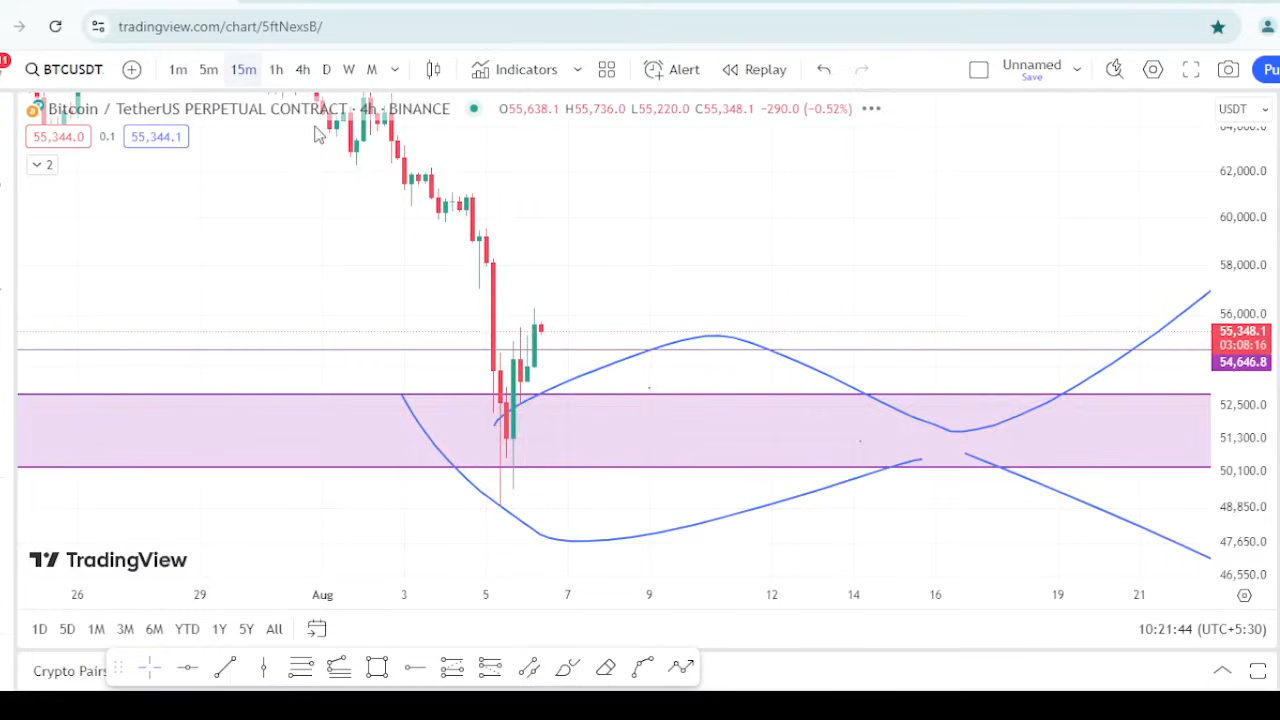 tradingview.com/chart/5ftNexsB/
BTCUSDT 1m 5m 15m 1h 4h D W M Indicators Alert Replay Unnamed
Save
Bitcoin / TetherUS PERPETUAL CONTRACT · 4h · BINANCE O55,638.1 H55,736.0 L55,220.0 C55,348.1 −290.0 (−0.52%) USDT
55,344.0 0.1 55,344.1
2
62,000.0
60,000.0
58,000.0
56,000.0
55,348.1
03:08:16
54,646.8
52,500.0
51,300.0
50,100.0
48,850.0
47,650.0
46,550.0
TradingView
26 29 Aug 3 5 7 9 12 14 16 19 21
1D 5D 1M 3M 6M YTD 1Y 5Y All 10:21:44 (UTC+5:30)
Crypto Pairs